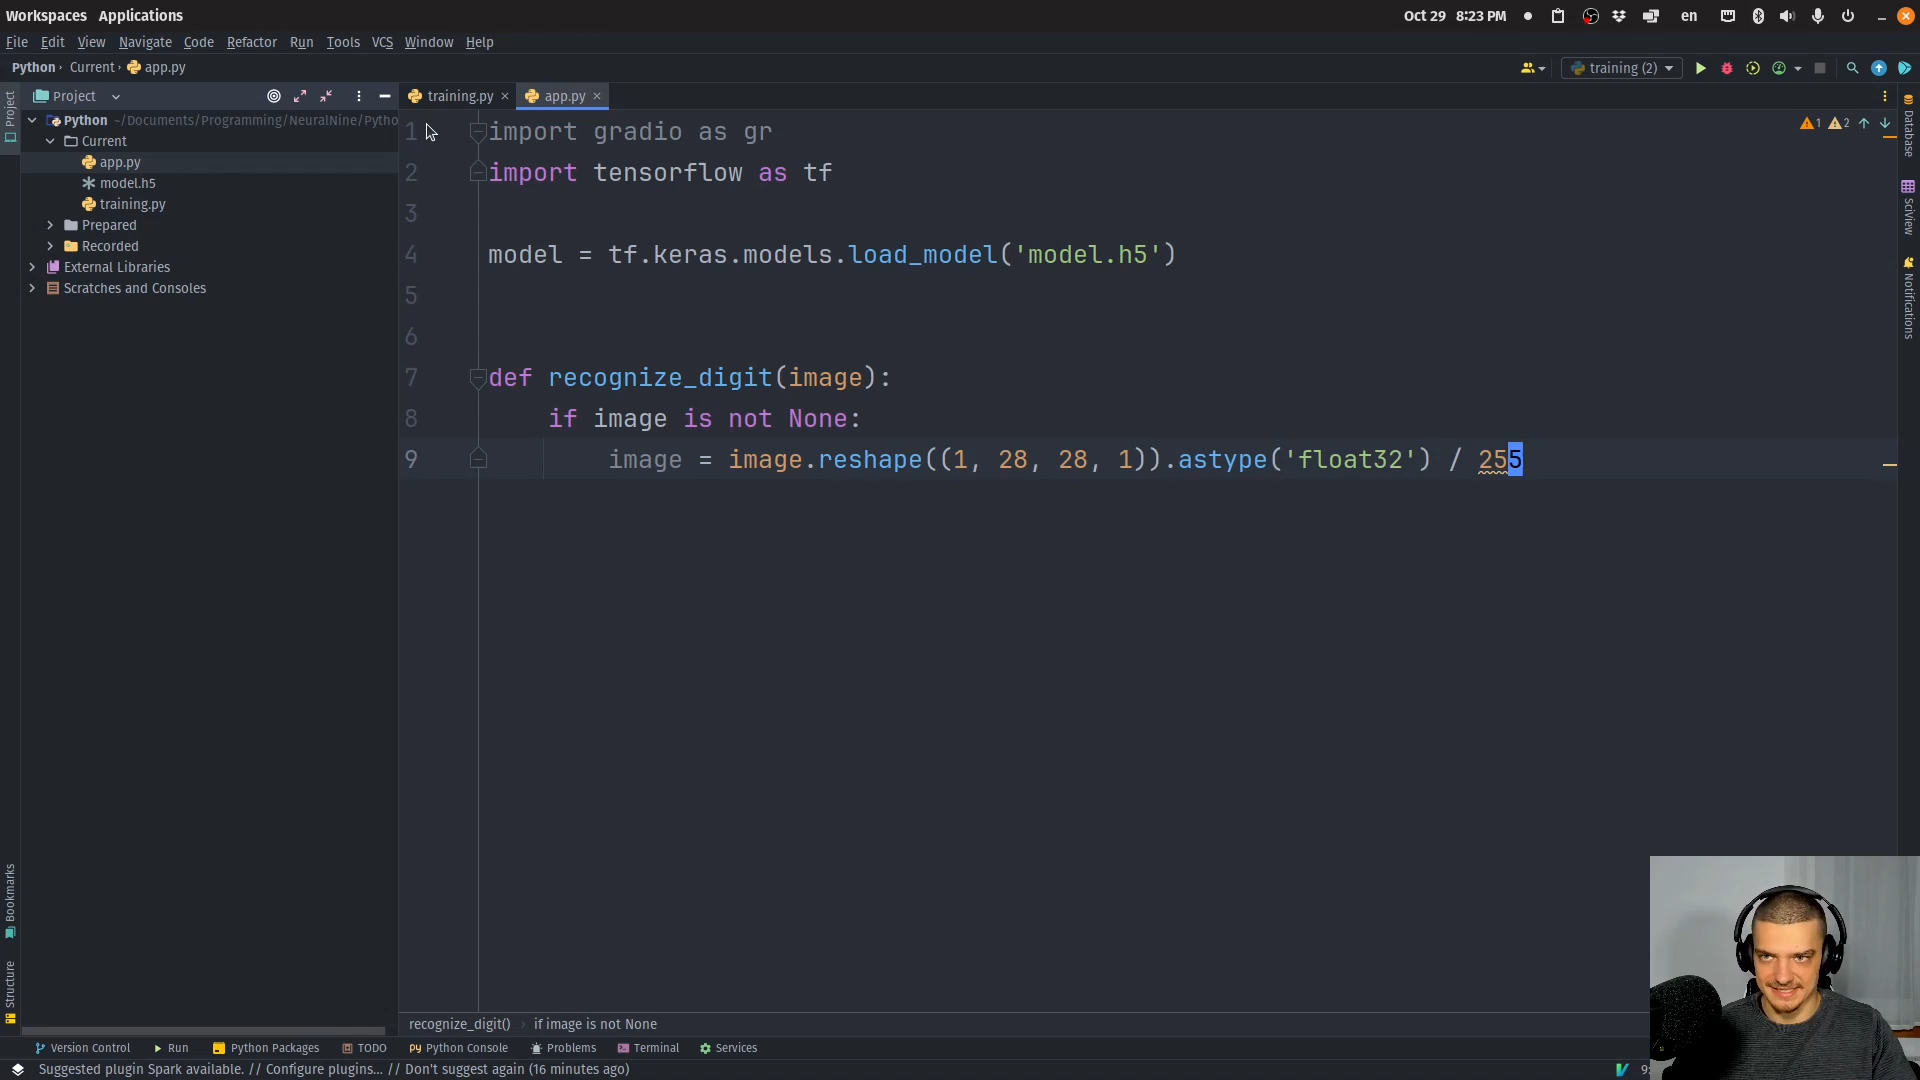 Workspaces Applications
Oct 29 8:23 PM
en
File Edit View Navigate Code Refactor Run Tools VCS Window Help
Python Current app.py
training (2)
Project
training.py
app.py
Python ~/Documents/Programming/NeuralNine/Pytho
Current
app.py
model.h5
training.py
Prepared
Recorded
External Libraries
Scratches and Consoles
1 import gradio as gr
2 import tensorflow as tf
3
4 model = tf.keras.models.load_model('model.h5')
5
6
7 def recognize_digit(image):
8 if image is not None:
9 image = image.reshape((1, 28, 28, 1)).astype('float32') / 255
1 2
Project
Bookmarks
Structure
Database
SciView
Notifications
recognize_digit() if image is not None
Version Control Run Python Packages TODO Python Console Problems Terminal Services
Suggested plugin Spark available. // Configure plugins... // Don't suggest again (16 minutes ago)
9: